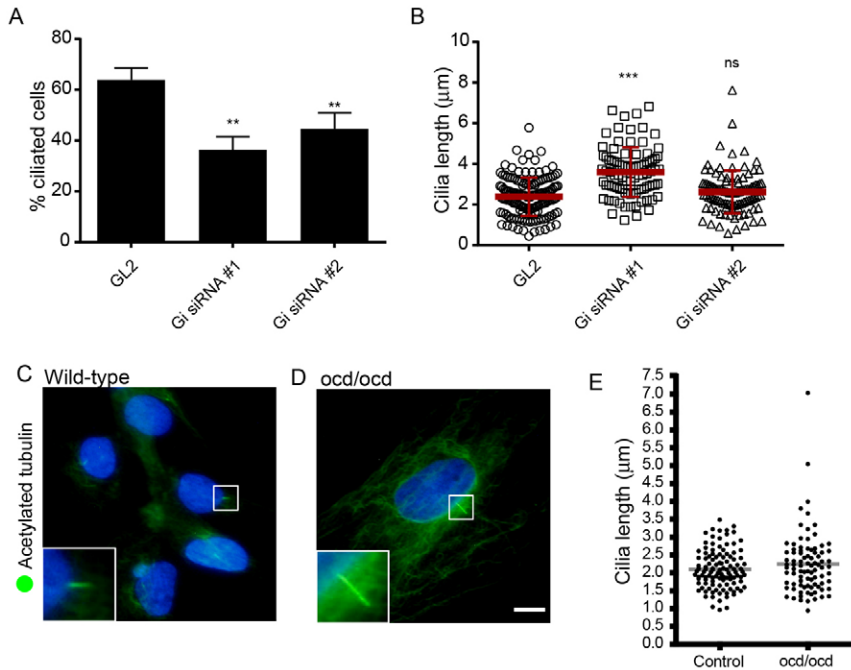 A
% ciliated cells
80
60
40
20
0
**
**
GL2
Gi siRNA #1
Gi siRNA #2
B
Cilia length (μm)
10
8
6
4
2
0
***
ns
GL2
Gi siRNA #1
Gi siRNA #2
C
Wild-type
Acetylated tubulin
D
ocd/ocd
E
Cilia length (μm)
7.5
7.0
6.5
6.0
5.5
5.0
4.5
4.0
3.5
3.0
2.5
2.0
1.5
1.0
0.5
0.0
Control
ocd/ocd